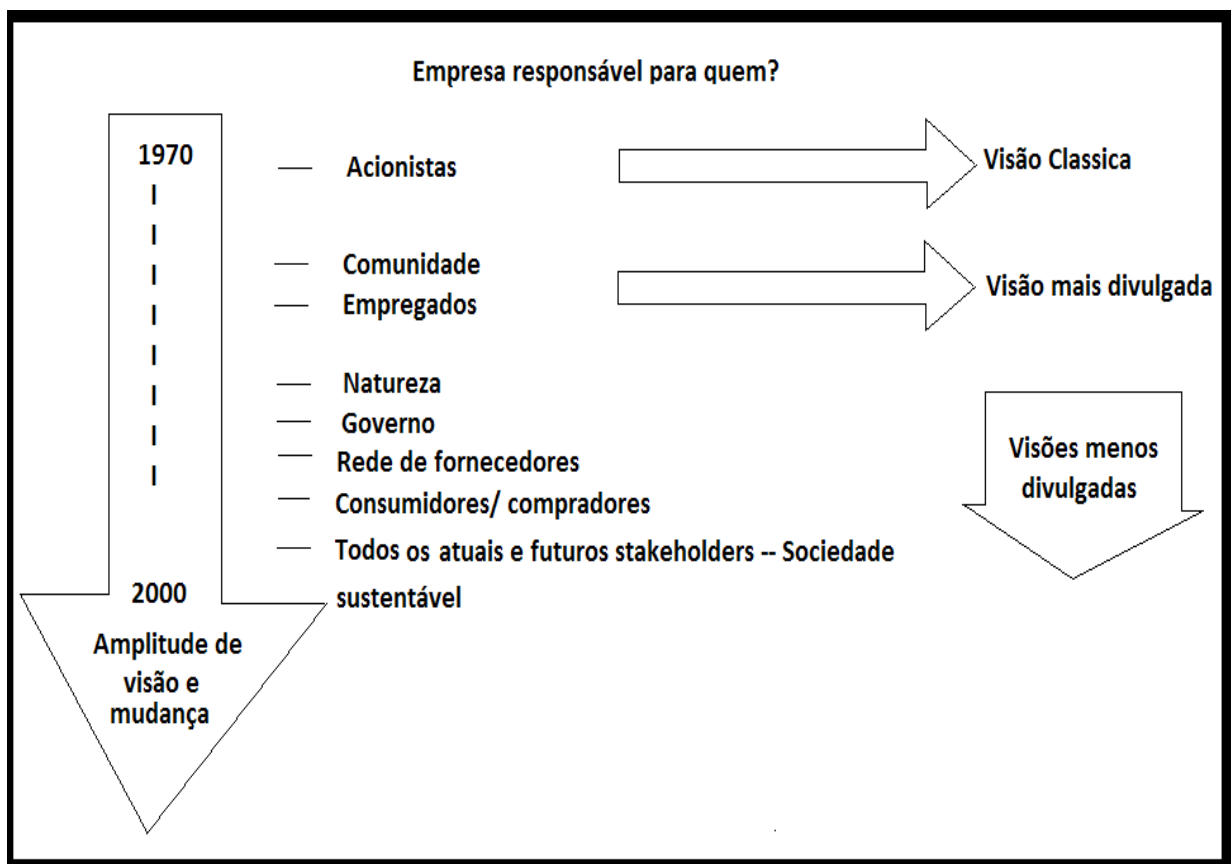 Empresa responsável para quem?
1970
Acionistas
Visão Classica
Comunidade
Empregados
Visão mais divulgada
Natureza
Governo
Rede de fornecedores
Consumidores/ compradores
Todos os atuais e futuros stakeholders -- Sociedade
sustentável
Visões menos
divulgadas
2000
Amplitude de
visão e
mudança